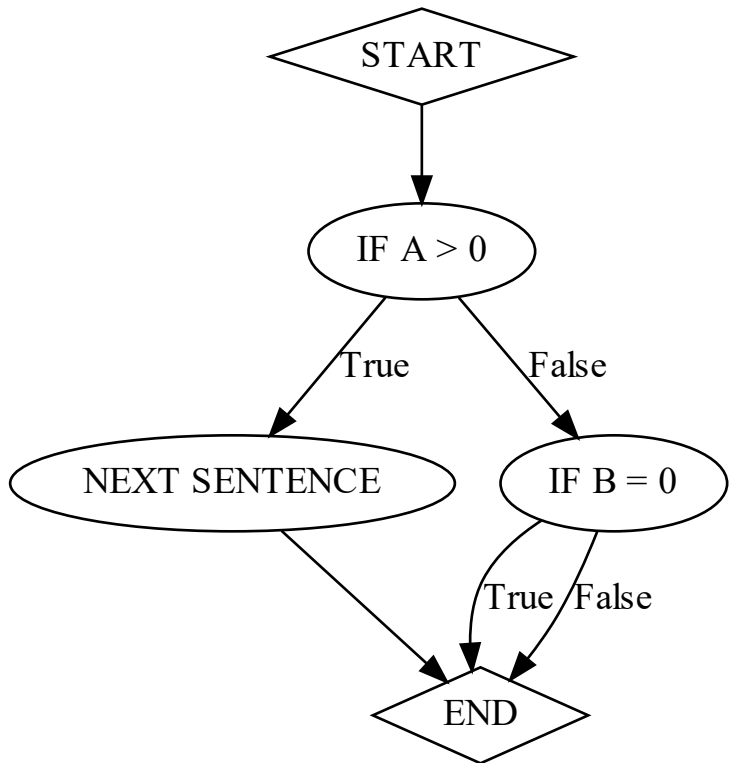 START
IF A > 0
True
False
NEXT SENTENCE
IF B = 0
True
False
END